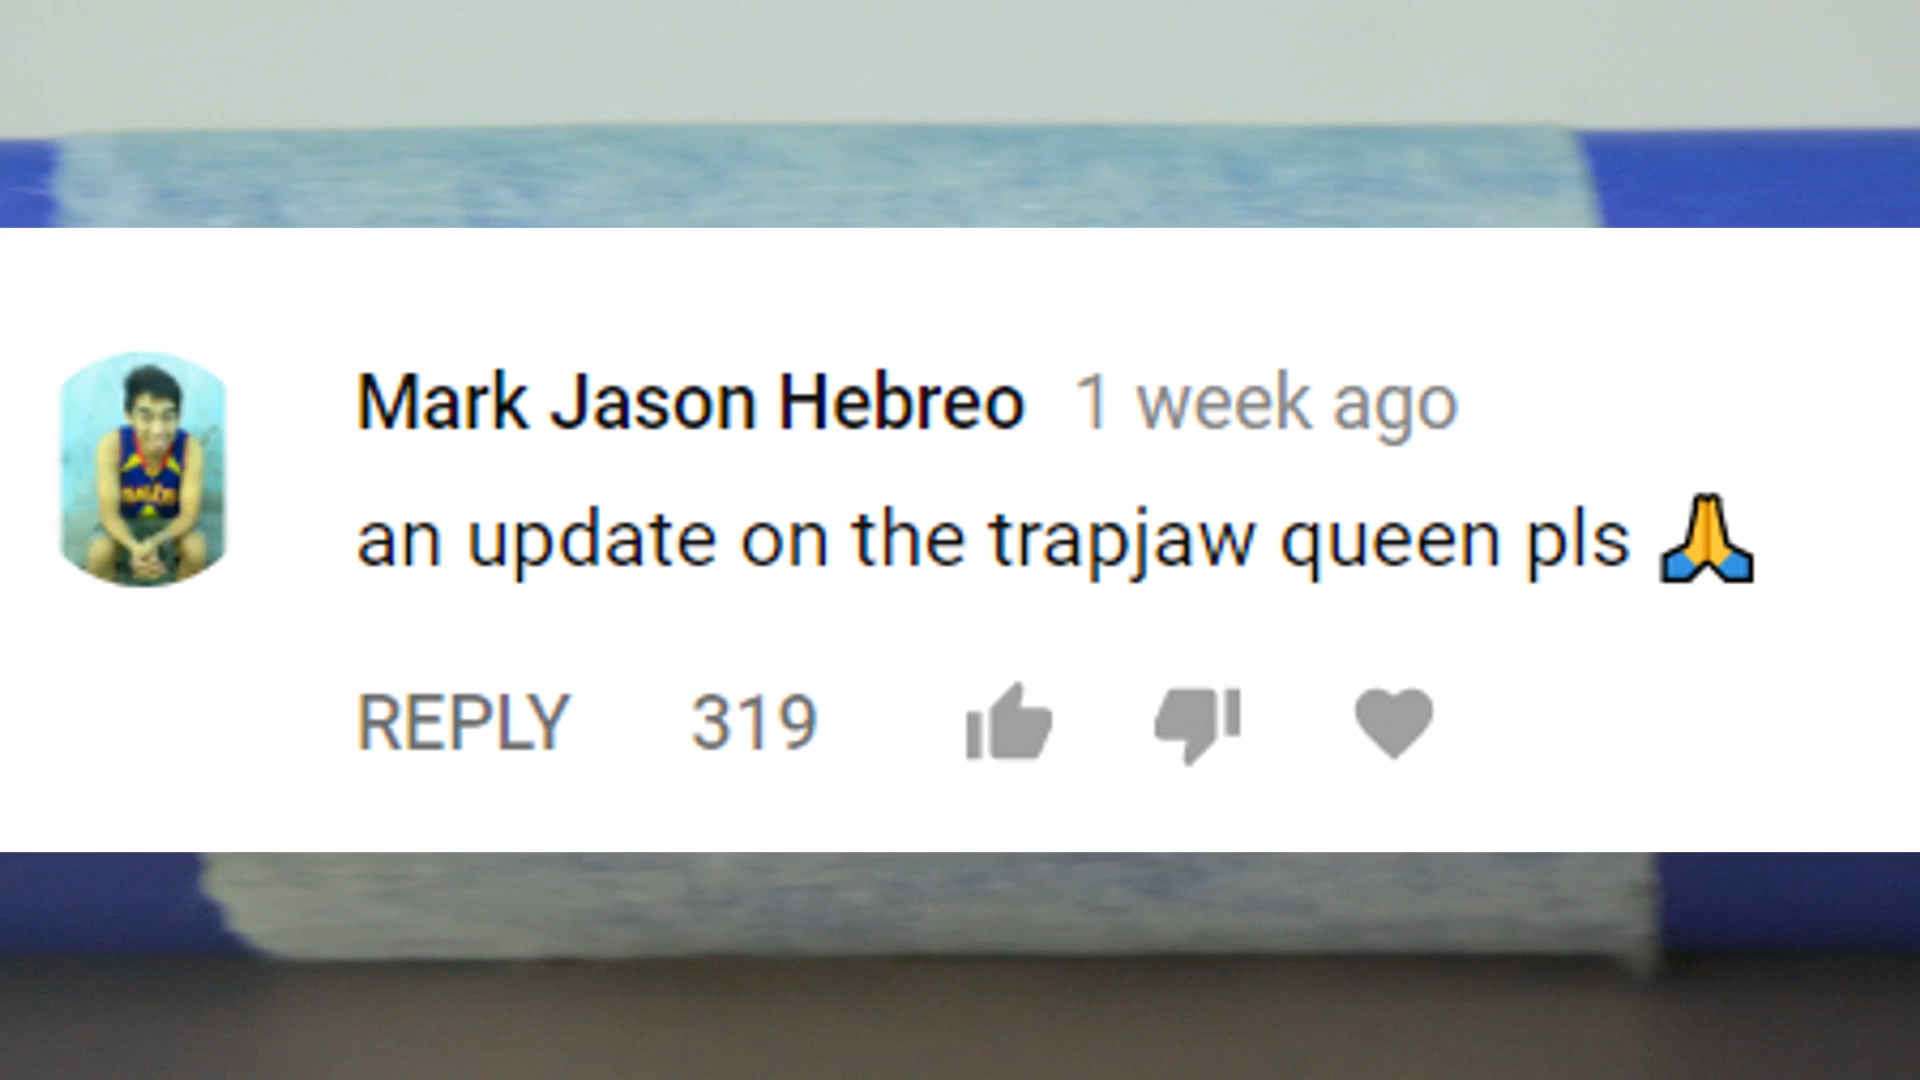 Mark Jason Hebreo 1 week ago
an update on the trapjaw queen pls 🙏
REPLY 319